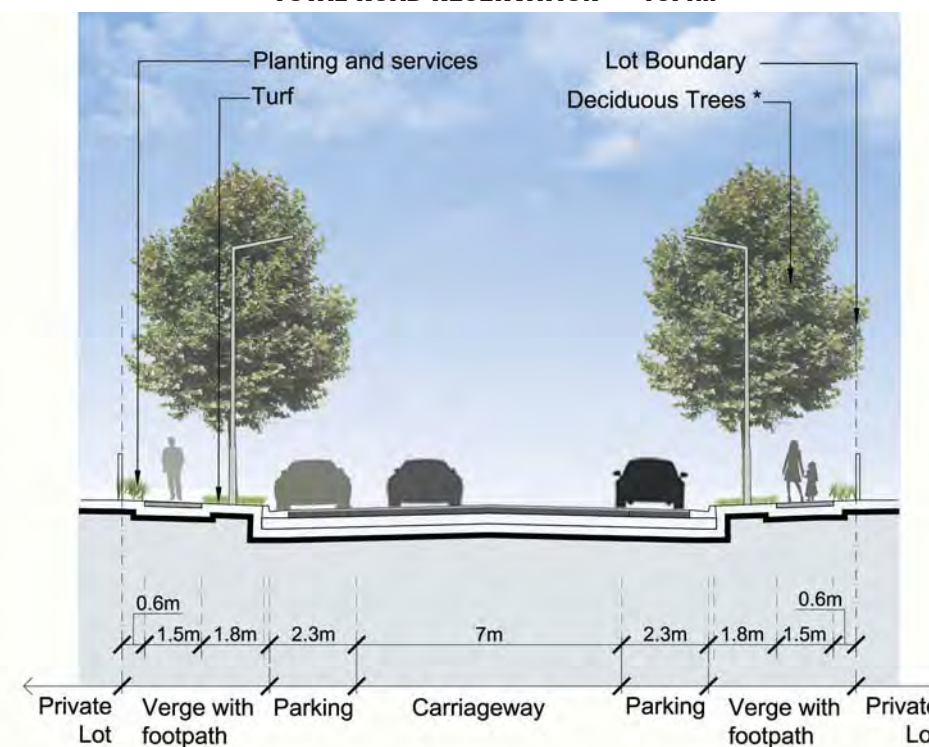 Planting and services
Lot Boundary
Turf
Deciduous Trees *
0.6m
0.6m
1.5m
1.8m
2.3m
7m
2.3m
1.8m
1.5m
Private
Lot
Verge with
footpath
Parking
Carriageway
Parking
Verge with
footpath